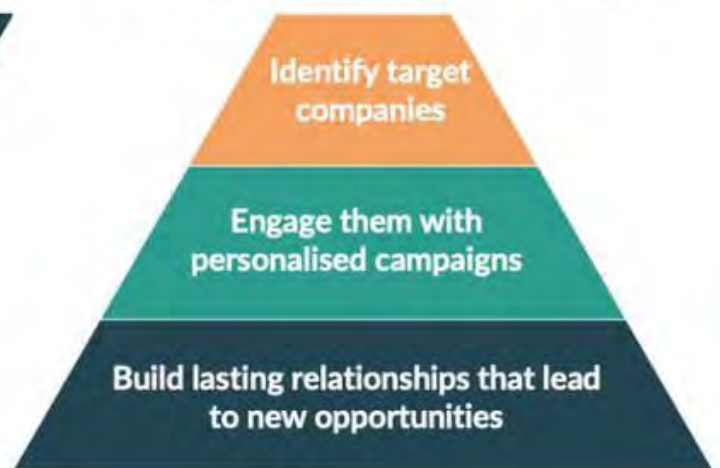 Identify target
companies
Engage them with
personalised campaigns
Build lasting relationships that lead
to new opportunities